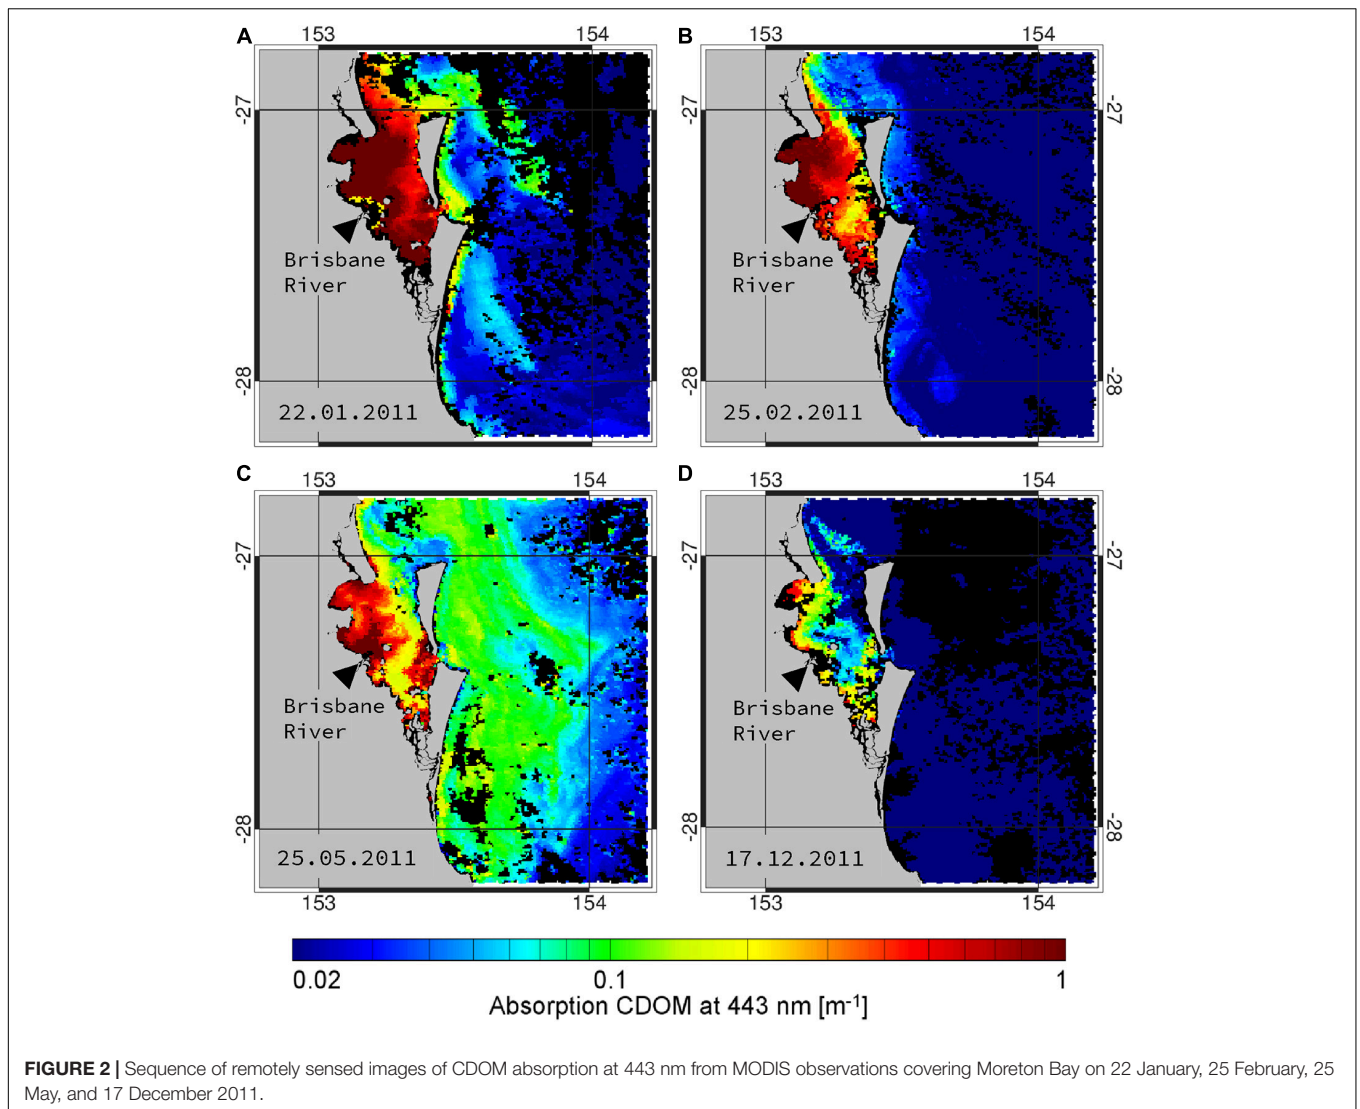 A
153 154
-27
-28
Brisbane
River
22.01.2011
B
153 154
-27
-28
Brisbane
River
25.02.2011
C
153 154
-27
-28
Brisbane
River
25.05.2011
153 154
D
153 154
-27
-28
Brisbane
River
17.12.2011
153 154
0.02 0.1 1
Absorption CDOM at 443 nm [m-1]
FIGURE 2 | Sequence of remotely sensed images of CDOM absorption at 443 nm from MODIS observations covering Moreton Bay on 22 January, 25 February, 25
May, and 17 December 2011.